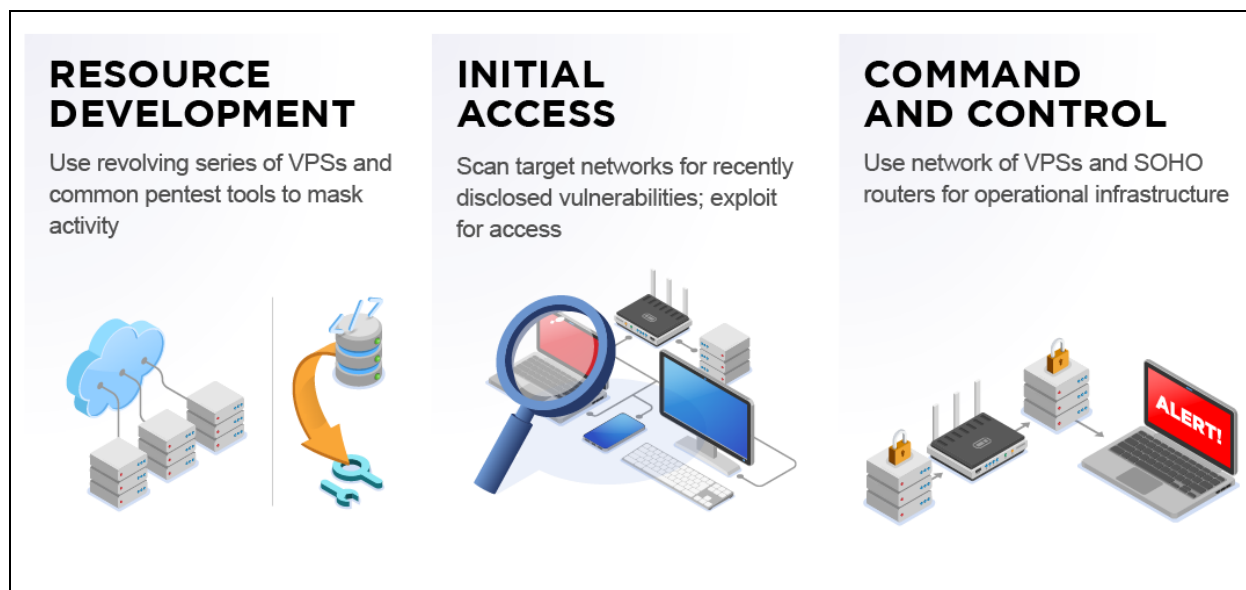 RESOURCE
DEVELOPMENT
Use revolving series of VPSs and
common pentest tools to mask
activity
INITIAL
ACCESS
Scan target networks for recently
disclosed vulnerabilities; exploit
for access
COMMAND
AND CONTROL
Use network of VPSs and SOHO
routers for operational infrastructure
</>
ALERT!